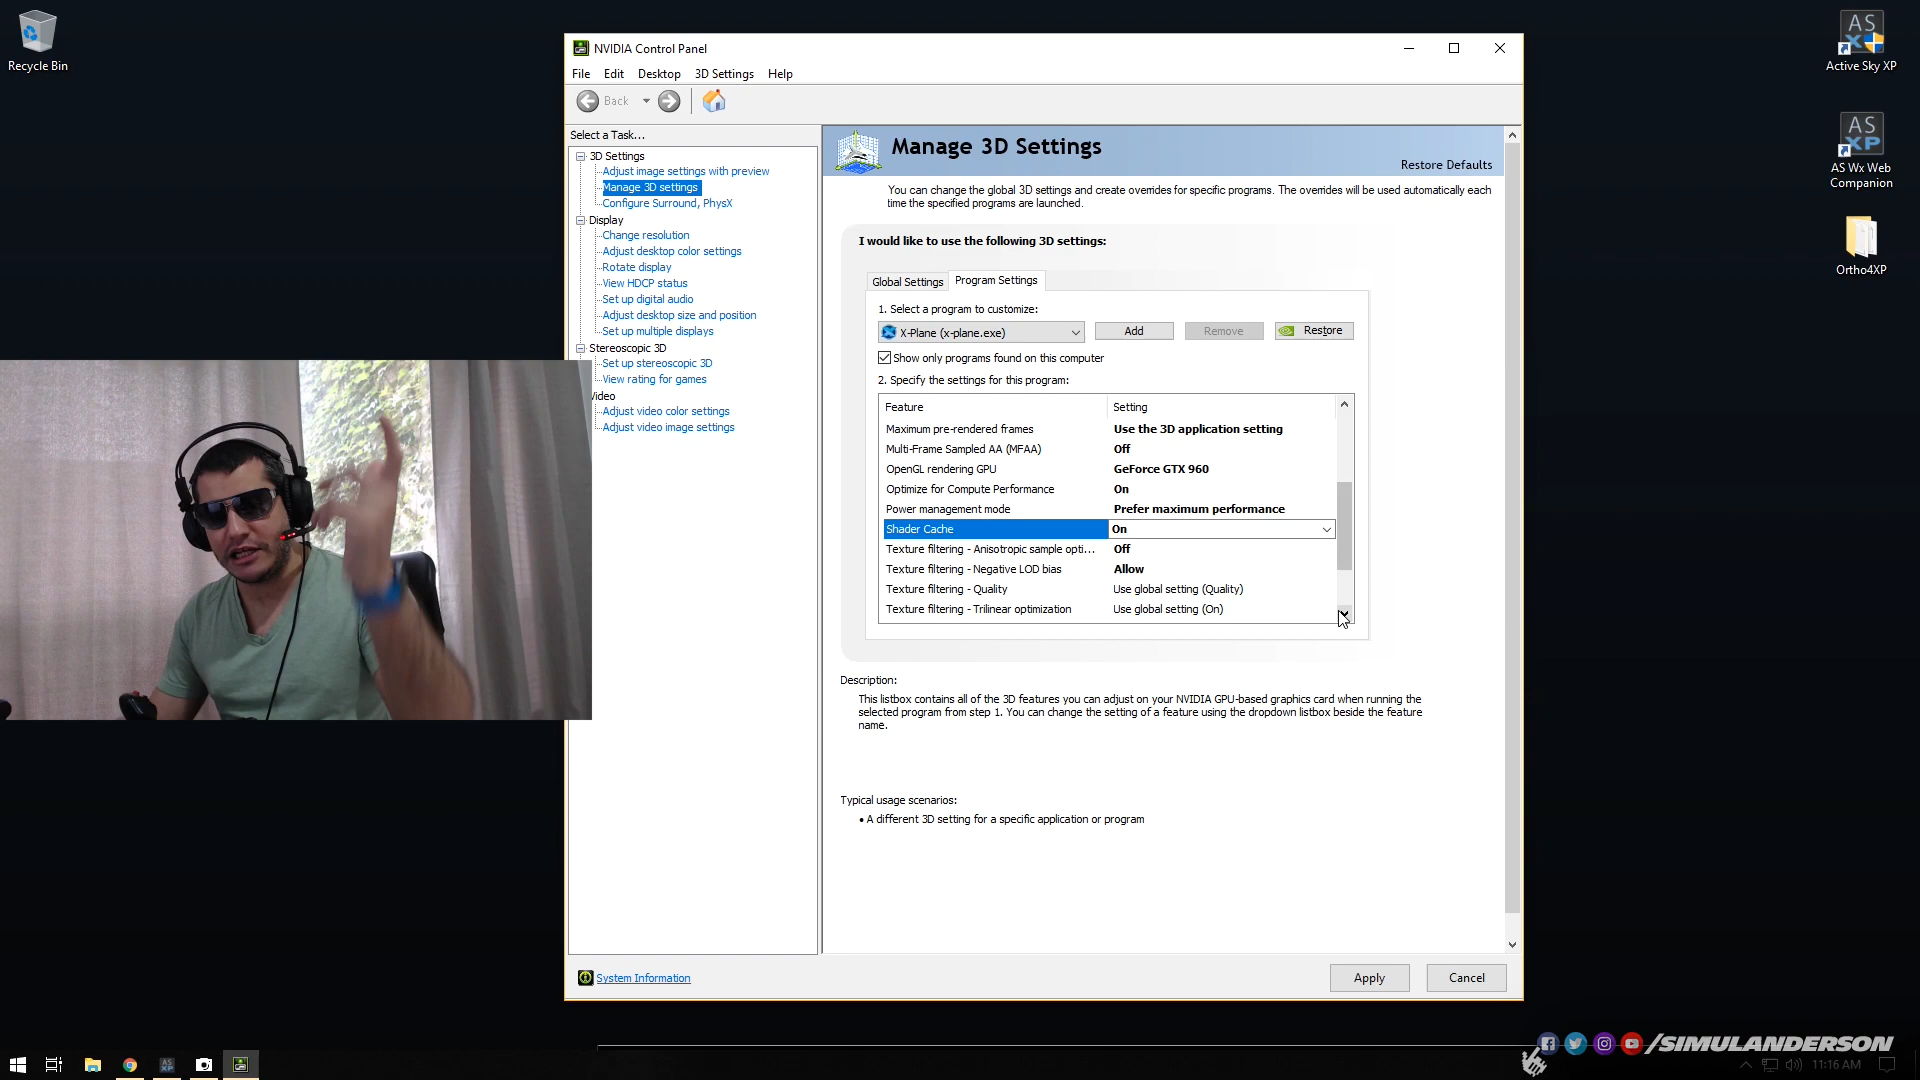 Recycle Bin
NVIDIA Control Panel
File Edit Desktop 3D Settings Help
Back
Select a Task...
3D Settings
Adjust image settings with preview
Manage 3D settings
Configure Surround, PhysX
Display
Change resolution
Adjust desktop color settings
Rotate display
View HDCP status
Set up digital audio
Adjust desktop size and position
Set up multiple displays
Stereoscopic 3D
Set up stereoscopic 3D
View rating for games
Video
Adjust video color settings
Adjust video image settings
System Information
Manage 3D Settings
Restore Defaults
You can change the global 3D settings and create overrides for specific programs. The overrides will be used automatically each
time the specified programs are launched.
I would like to use the following 3D settings:
Global Settings Program Settings
1. Select a program to customize:
X-Plane (x-plane.exe) Add Remove Restore
Show only programs found on this computer
2. Specify the settings for this program:
Feature Setting
Maximum pre-rendered frames Use the 3D application setting
Multi-Frame Sampled AA (MFAA) Off
OpenGL rendering GPU GeForce GTX 960
Optimize for Compute Performance On
Power management mode Prefer maximum performance
Shader Cache On
Texture filtering - Anisotropic sample opti... Off
Texture filtering - Negative LOD bias Allow
Texture filtering - Quality Use global setting (Quality)
Texture filtering - Trilinear optimization Use global setting (On)
Description:
This listbox contains all of the 3D features you can adjust on your NVIDIA GPU-based graphics card when running the
selected program from step 1. You can change the setting of a feature using the dropdown listbox beside the feature
name.
Typical usage scenarios:
• A different 3D setting for a specific application or program
Apply Cancel
AS
XP
Active Sky XP
AS
XP
AS Wx Web
Companion
Ortho4XP
/SIMULANDERSON
AS
XP
11:16 AM